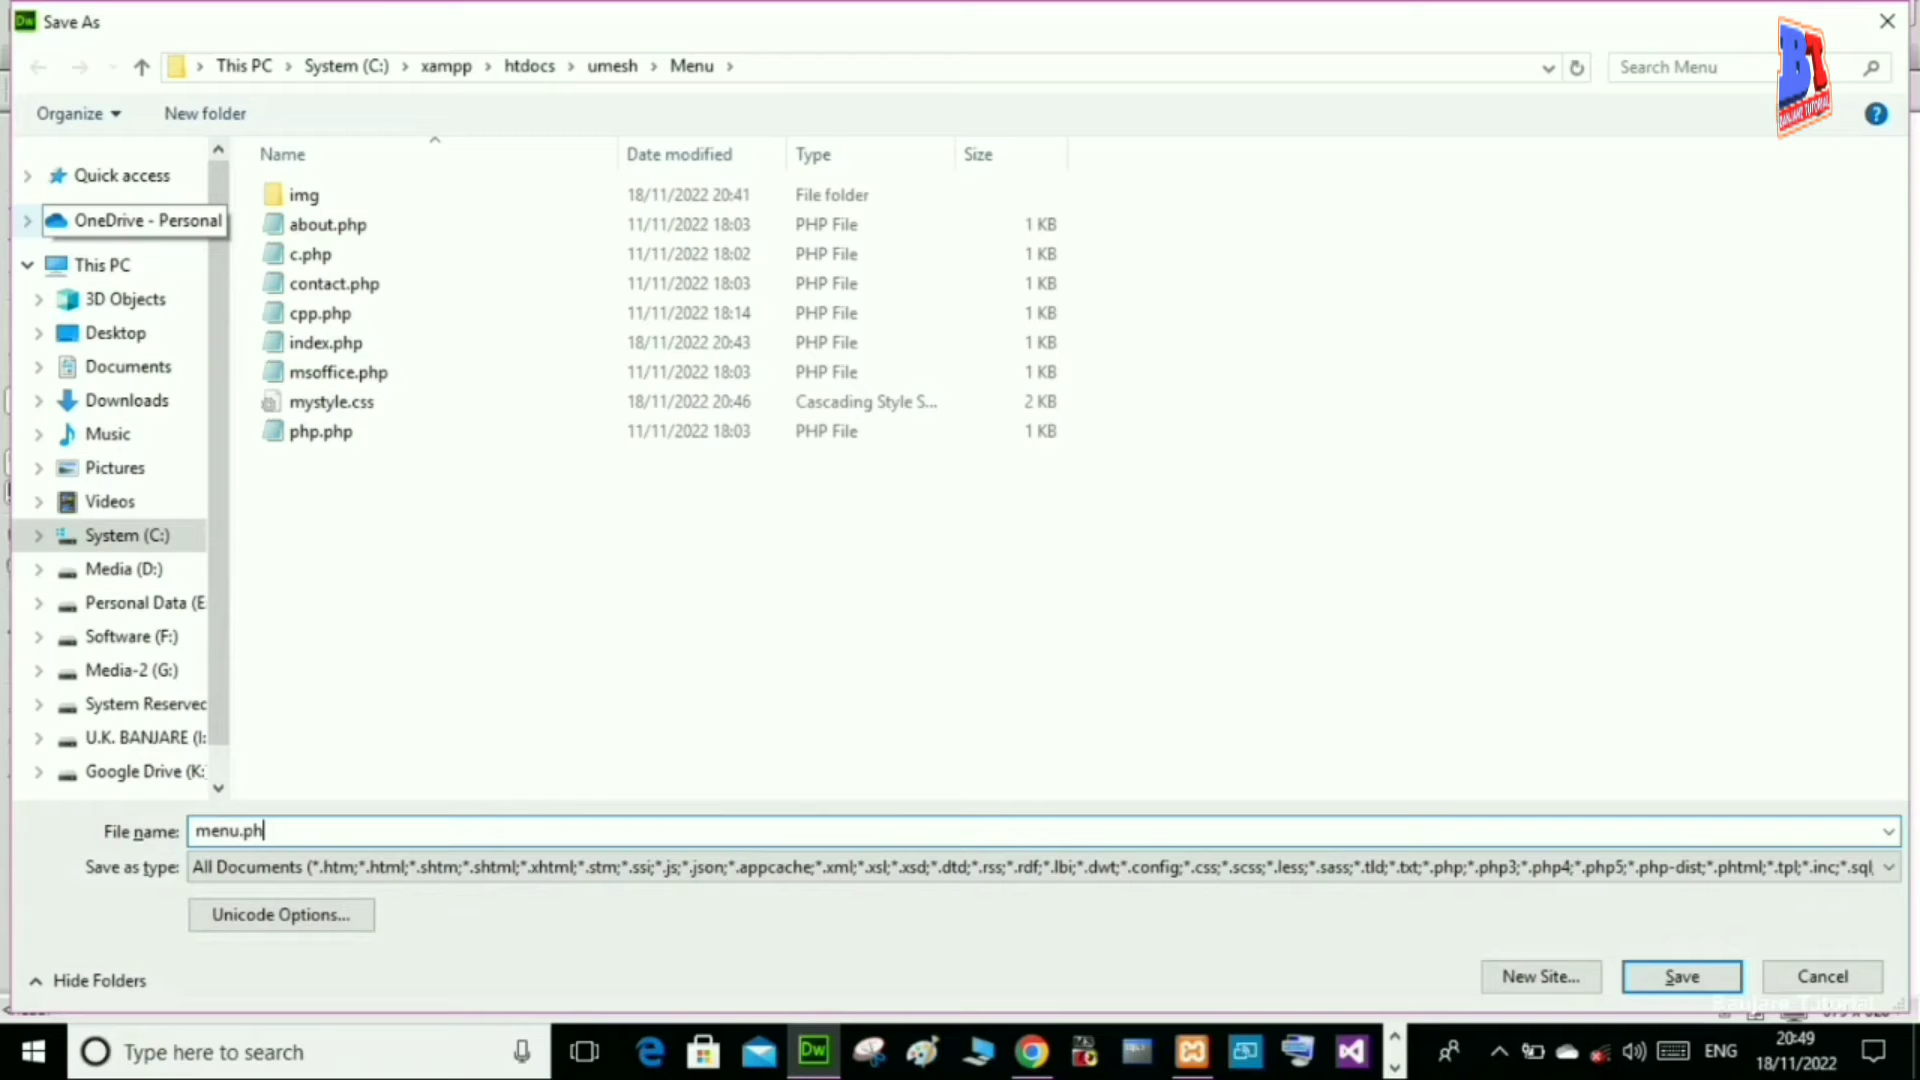 Dw Save As
This PC > System (C:) > xampp > htdocs > umesh > Menu >
Search Menu
BANJARE TUTORIAL
Organize
New folder
?
Name
Date modified
Type
Size
Quick access
OneDrive - Personal
This PC
3D Objects
Desktop
Documents
Downloads
Music
Pictures
Videos
System (C:)
Media (D:)
Personal Data (E
Software (F:)
Media-2 (G:)
System Reserved
U.K. BANJARE (I:
Google Drive (K:
img 18/11/2022 20:41 File folder
about.php 11/11/2022 18:03 PHP File 1 KB
c.php 11/11/2022 18:02 PHP File 1 KB
contact.php 11/11/2022 18:03 PHP File 1 KB
cpp.php 11/11/2022 18:14 PHP File 1 KB
index.php 18/11/2022 20:43 PHP File 1 KB
msoffice.php 11/11/2022 18:03 PHP File 1 KB
mystyle.css 18/11/2022 20:46 Cascading Style S... 2 KB
php.php 11/11/2022 18:03 PHP File 1 KB
File name: menu.ph
Save as type: All Documents (*.htm;*.html;*.shtm;*.shtml;*.xhtml;*.stm;*.ssi;*.js;*.json;*.appcache;*.xml;*.xsl;*.xsd;*.dtd;*.rss;*.rdf;*.lbi;*.dwt;*.config;*.css;*.scss;*.less;*.sass;*.tld;*.txt;*.php;*.php3;*.php4;*.php5;*.php-dist;*.phtml;*.tpl;*.inc;*.sql,
Unicode Options...
Hide Folders
New Site...
Save
Cancel
Banjare Tutorial
Type here to search
Dw
ENG
20:49
18/11/2022